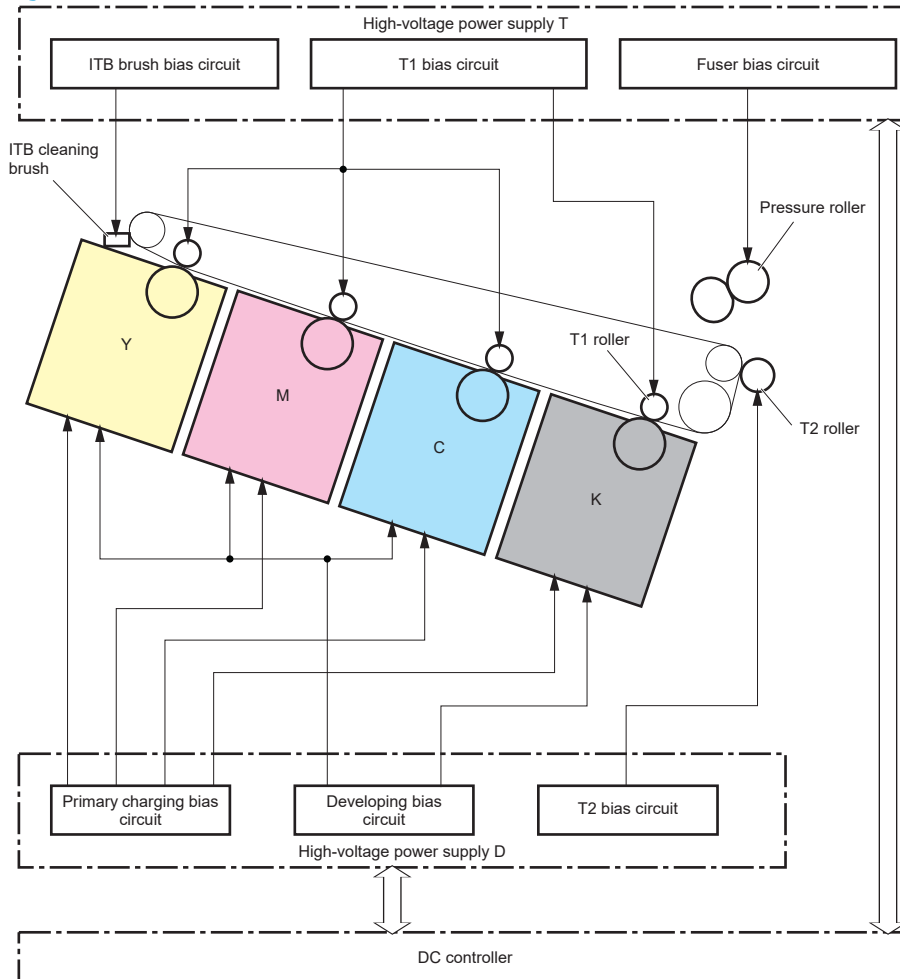 High-voltage power supply T
ITB brush bias circuit
T1 bias circuit
Fuser bias circuit
ITB cleaning
brush
Pressure roller
T1 roller
T2 roller
Y
M
C
K
Primary charging bias
circuit
Developing bias
circuit
T2 bias circuit
High-voltage power supply D
DC controller